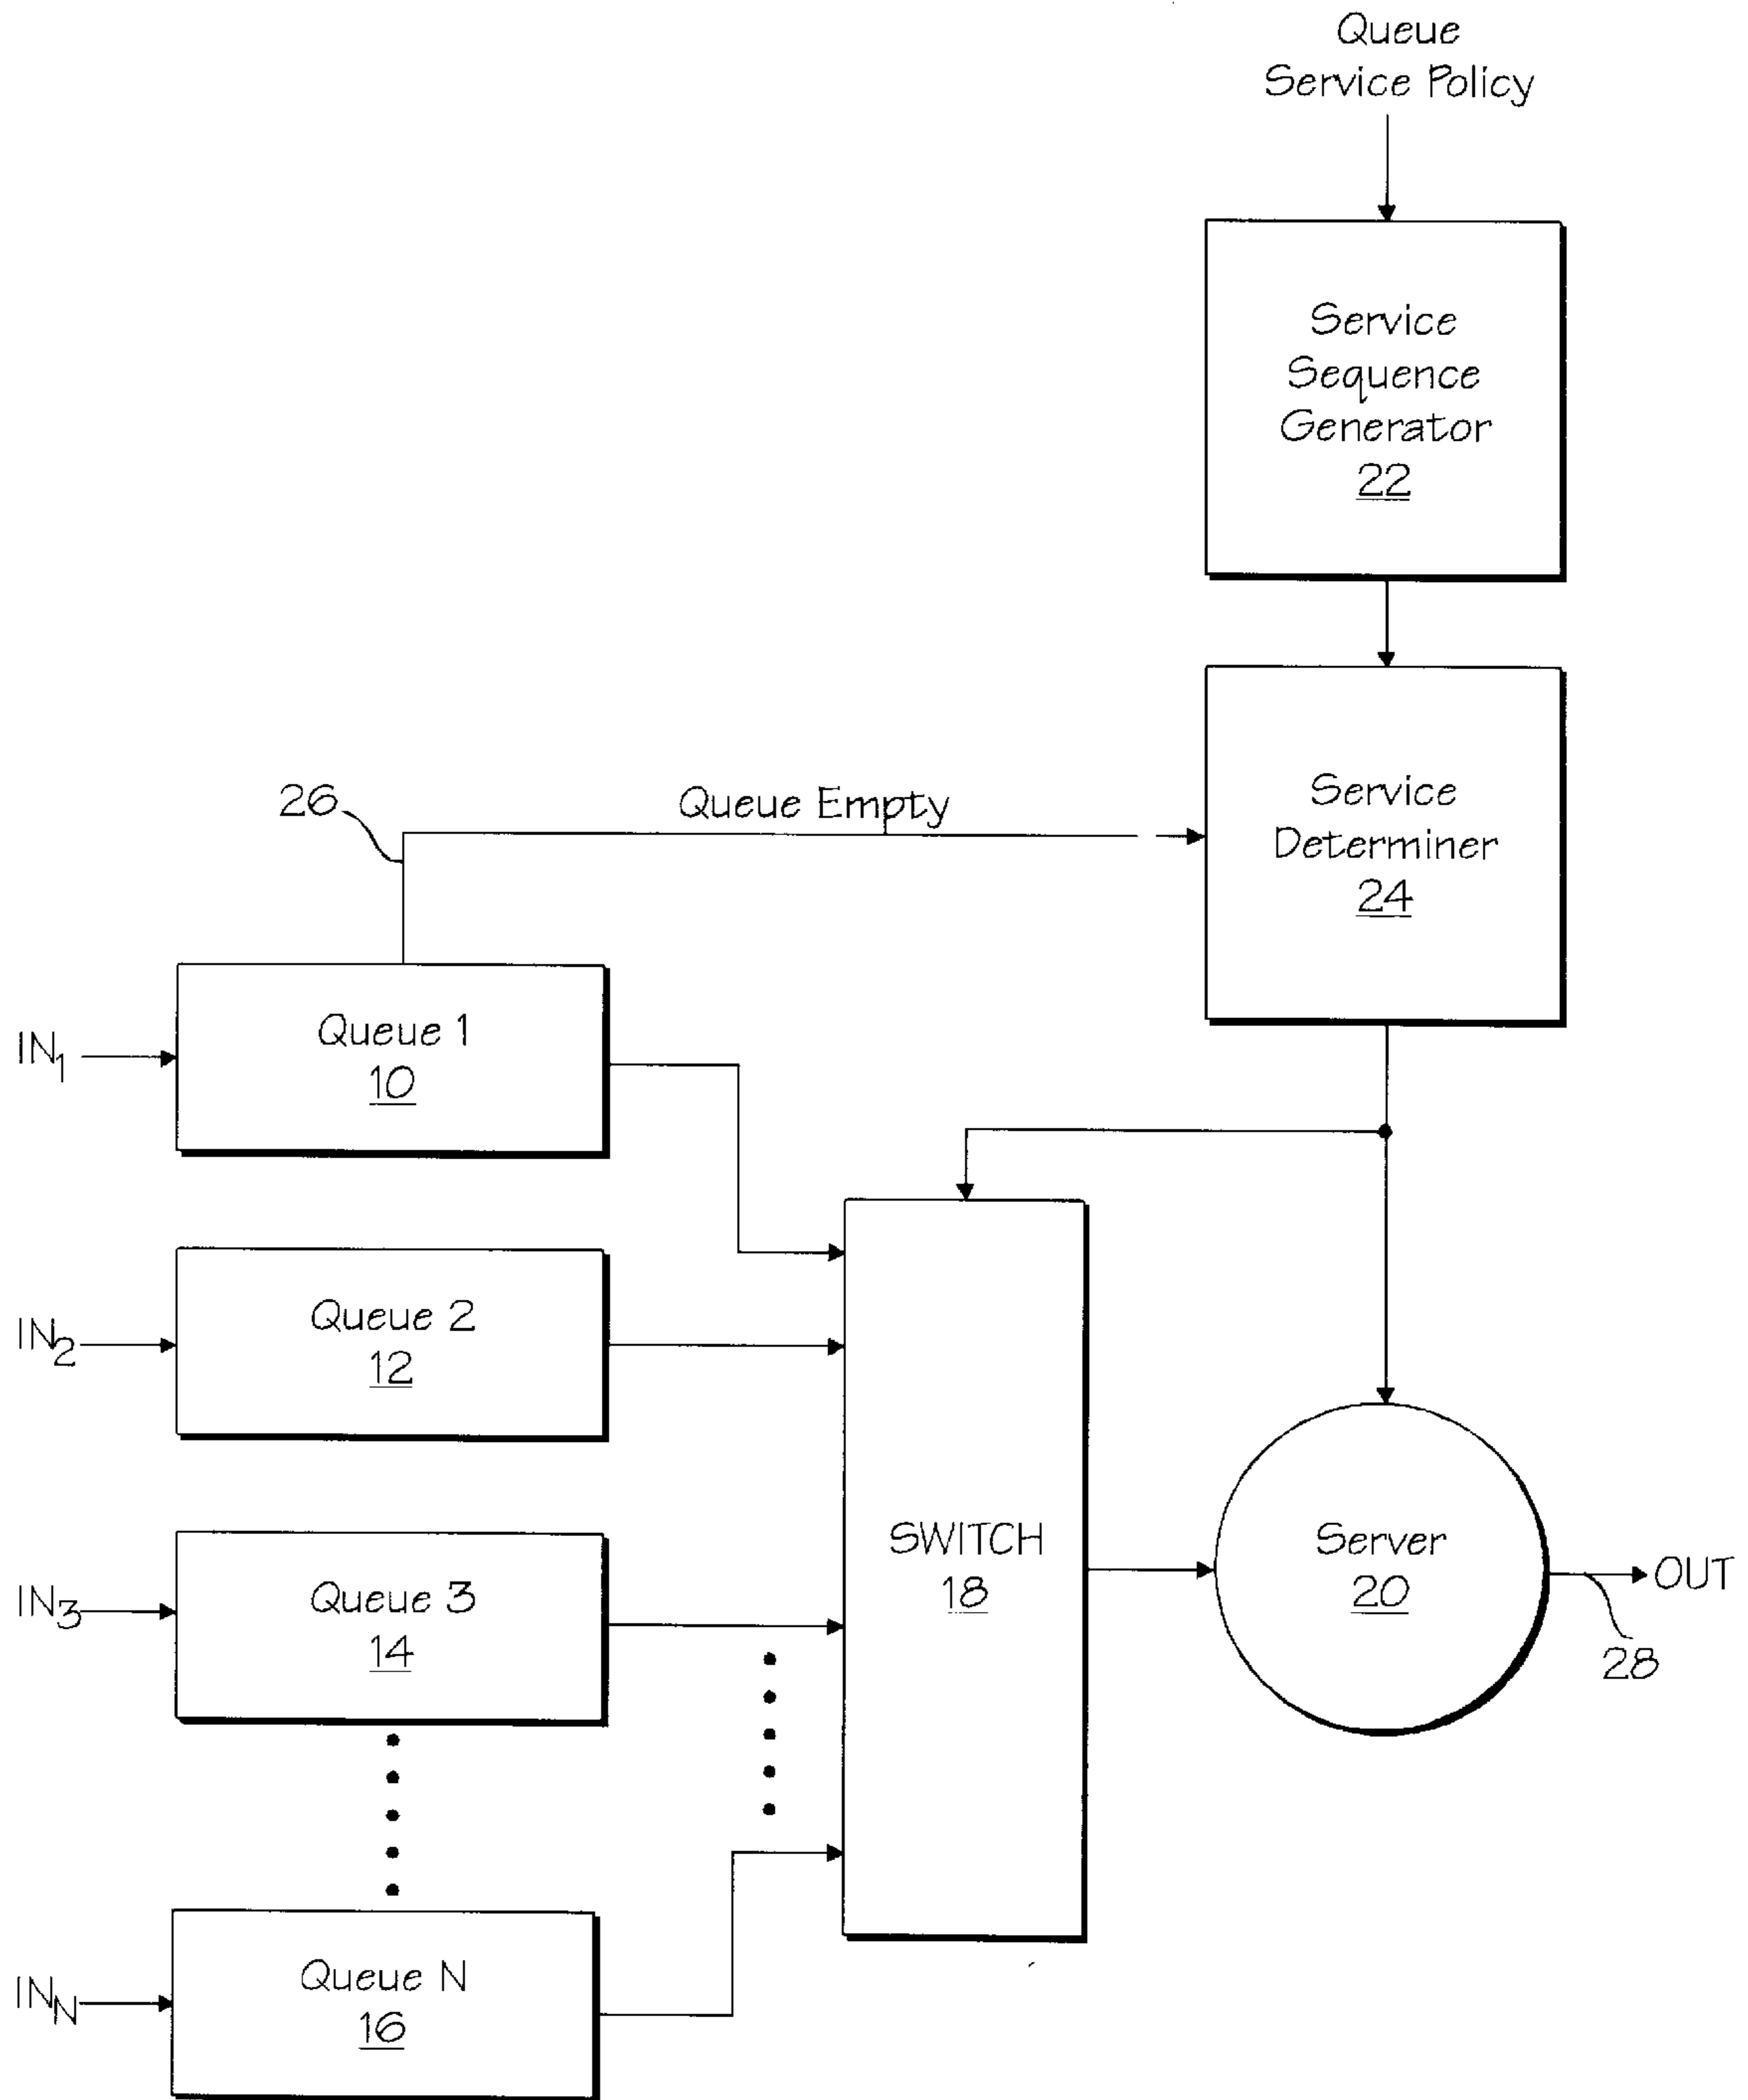 Queue
Service Policy
Service
Sequence
Generator
22
Service
Determiner
24
26
Queue Empty
IN1
Queue 1
10
IN2
Queue 2
12
IN3
Queue 3
14
SWITCH
18
Server
20
OUT
28
INN
Queue N
16